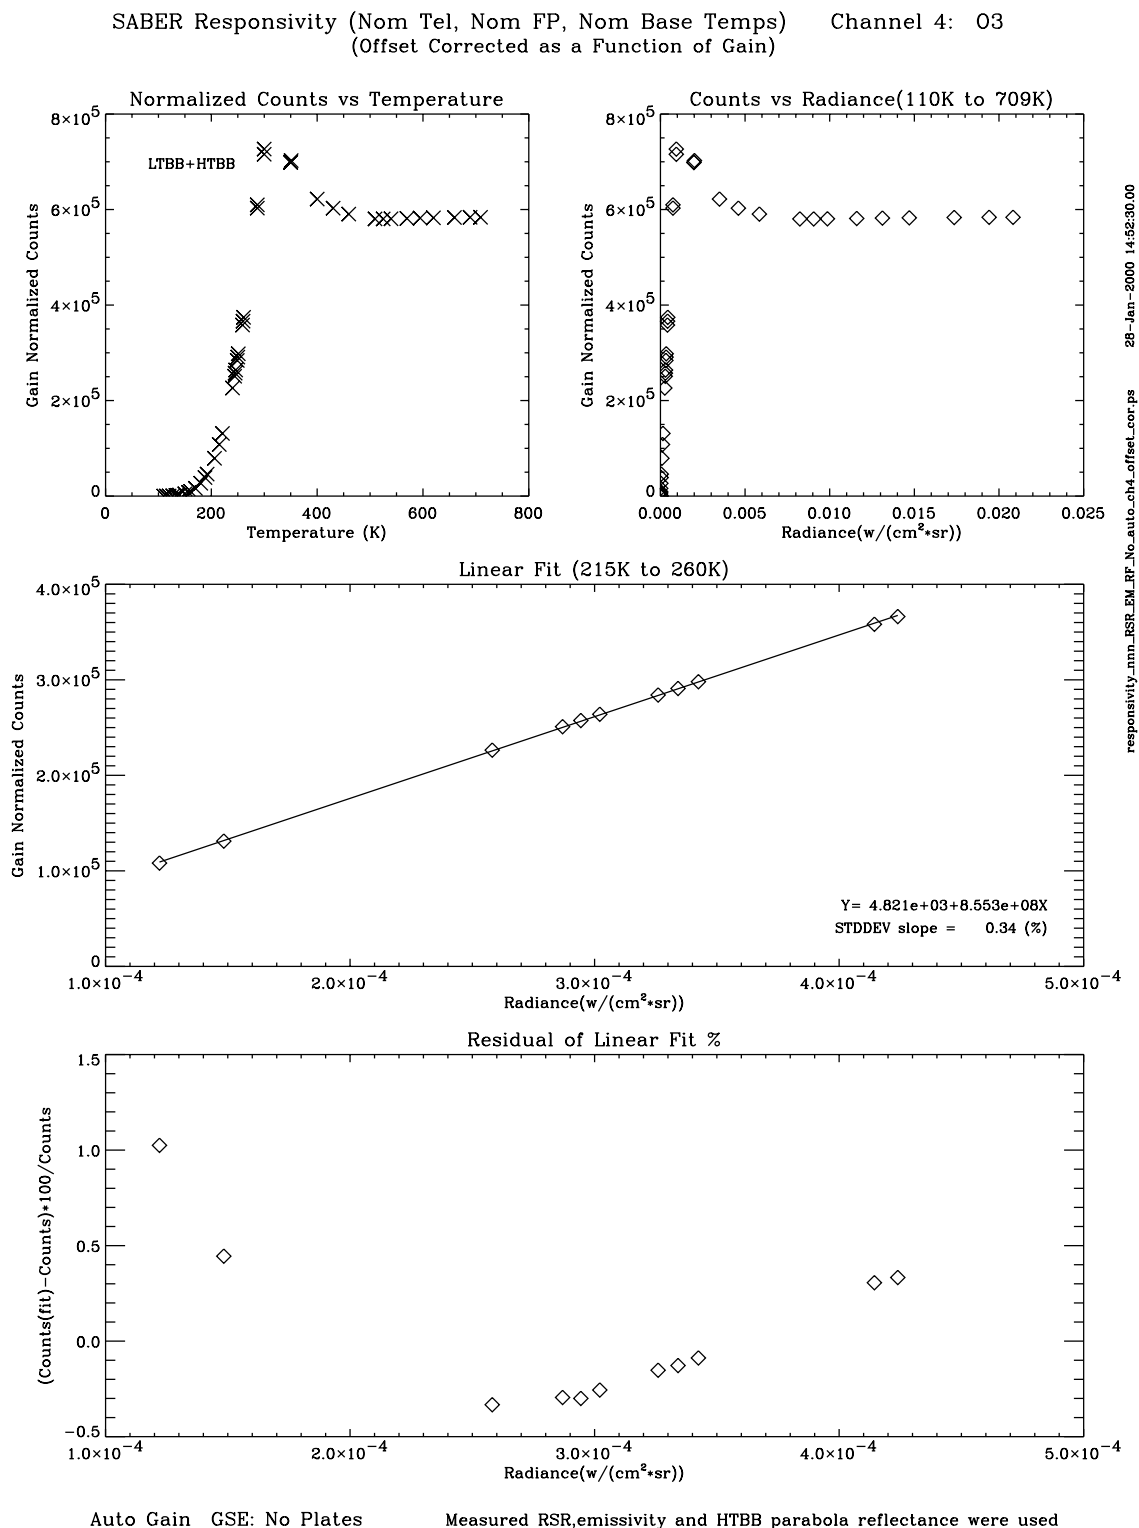 SABER Responsivity (Nom Tel, Nom FP, Nom Base Temps) Channel 4: O3
(Offset Corrected as a Function of Gain)
Normalized Counts vs Temperature
Gain Normalized Counts
8×10⁵
6×10⁵
4×10⁵
2×10⁵
0
LTBB+HTBB
0 200 400 600 800
Temperature (K)
Counts vs Radiance(110K to 709K)
Gain Normalized Counts
8×10⁵
6×10⁵
4×10⁵
2×10⁵
0
0.000 0.005 0.010 0.015 0.020 0.025
Radiance(w/(cm²*sr))
Linear Fit (215K to 260K)
Gain Normalized Counts
4.0×10⁵
3.0×10⁵
2.0×10⁵
1.0×10⁵
0
Y= 4.821e+03+8.553e+08X
STDDEV slope = 0.34 (%)
1.0×10⁻⁴ 2.0×10⁻⁴ 3.0×10⁻⁴ 4.0×10⁻⁴ 5.0×10⁻⁴
Radiance(w/(cm²*sr))
Residual of Linear Fit %
(Counts(fit)-Counts)*100/Counts
1.5
1.0
0.5
0.0
-0.5
1.0×10⁻⁴ 2.0×10⁻⁴ 3.0×10⁻⁴ 4.0×10⁻⁴ 5.0×10⁻⁴
Radiance(w/(cm²*sr))
Auto Gain GSE: No Plates Measured RSR,emissivity and HTBB parabola reflectance were used
responsivity_nnn_RSR_EM_RF_No_auto_ch4_offset_cor.ps 28-Jan-2000 14:52:30.00